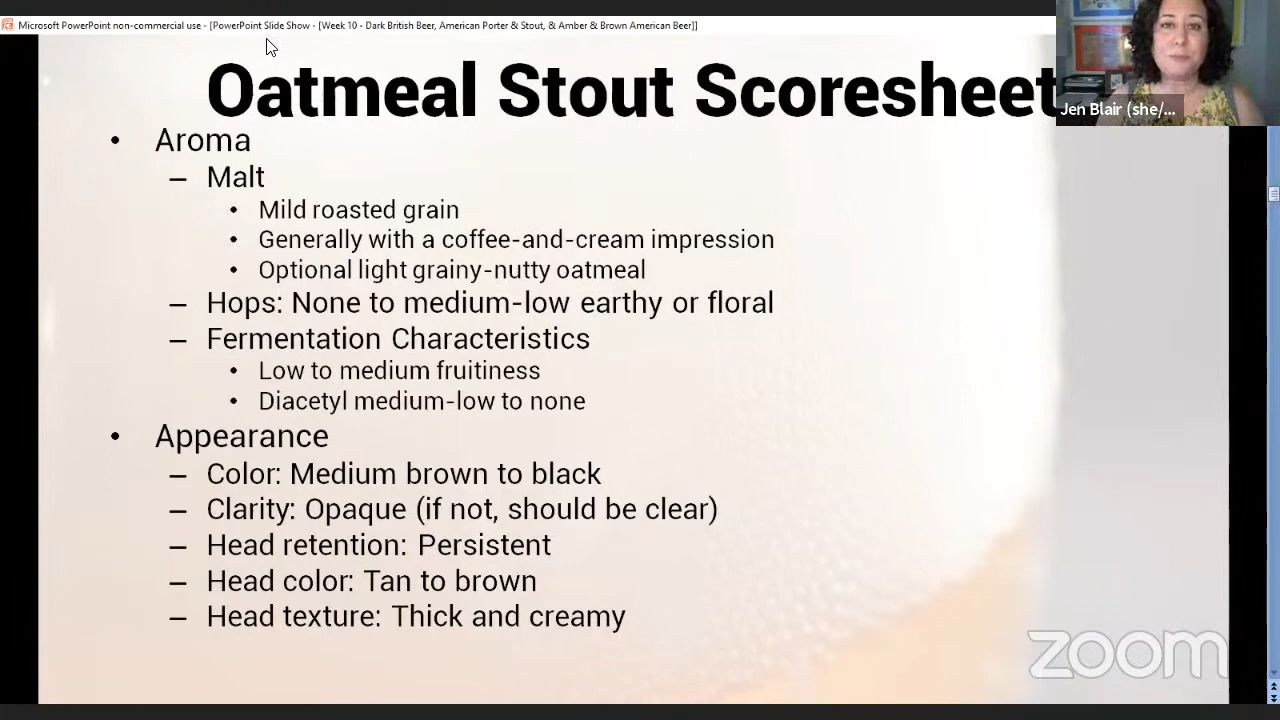 Microsoft PowerPoint non-commercial use - [PowerPoint Slide Show - [Week 10 - Dark British Beer, American Porter & Stout, & Amber & Brown American Beer]]
Oatmeal Stout Scoresheet
Jen Blair (she/...
• Aroma
– Malt
• Mild roasted grain
• Generally with a coffee-and-cream impression
• Optional light grainy-nutty oatmeal
– Hops: None to medium-low earthy or floral
– Fermentation Characteristics
• Low to medium fruitiness
• Diacetyl medium-low to none
• Appearance
– Color: Medium brown to black
– Clarity: Opaque (if not, should be clear)
– Head retention: Persistent
– Head color: Tan to brown
– Head texture: Thick and creamy
zoom